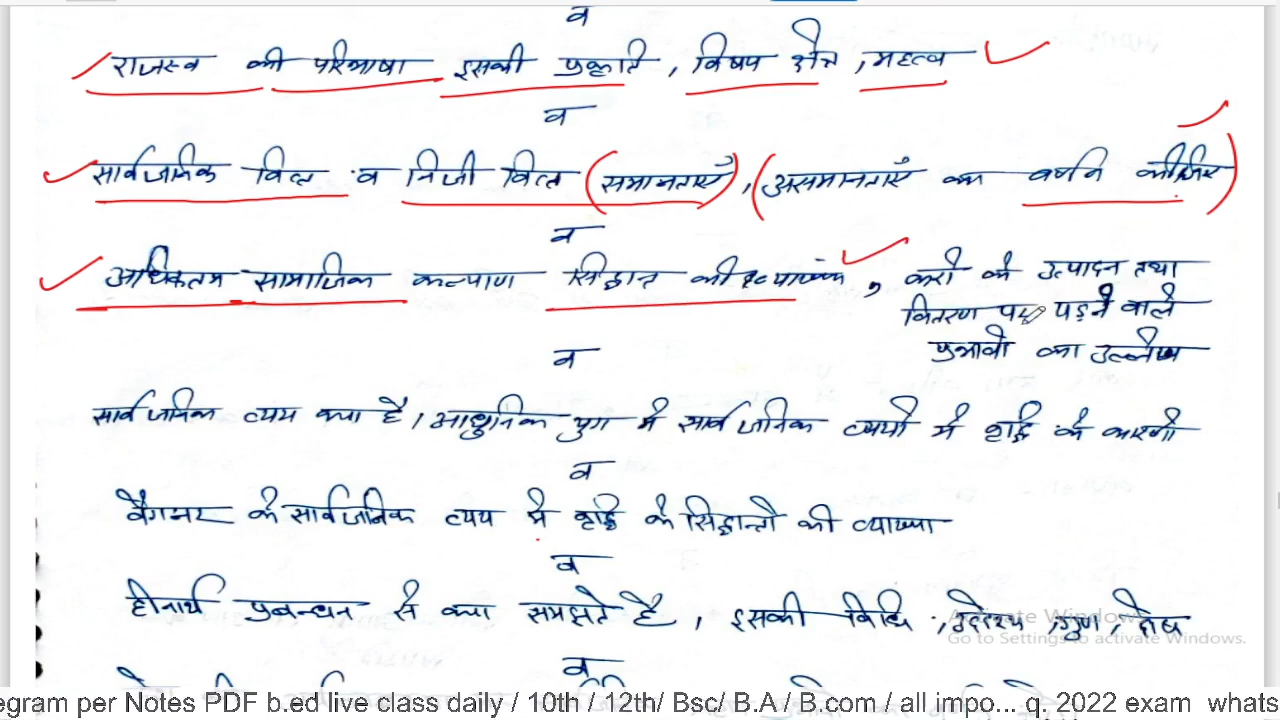 व
राजस्व की परिभाषा इसकी प्रकृति, विषय क्षेत्र, महत्व
व
सार्वजनिक वित्त व निजी वित्त (समानताएँ), (असमानताएँ का वर्णन कीजिए)
व
अधिकतम सामाजिक कल्याण सिद्धान्त की व्याख्या, करों के उत्पादन तथा
वितरण पर पड़ने वाले
प्रभावों का उल्लेख
व
सार्वजनिक व्यय क्या है, आधुनिक युग में सार्वजनिक व्ययों में वृद्धि के कारणों
व
वैगनर के सार्वजनिक व्यय में वृद्धि के सिद्धान्तों की व्याख्या
व
हीनार्थ प्रबन्धन से क्या समझते है, इसकी विधि, उद्देश्य, गुण, दोष
Activate Windows
Go to Settings to activate Windows.
व
egram per Notes PDF b.ed live class daily / 10th / 12th/ Bsc/ B.A / B.com / all impo... q. 2022 exam whats